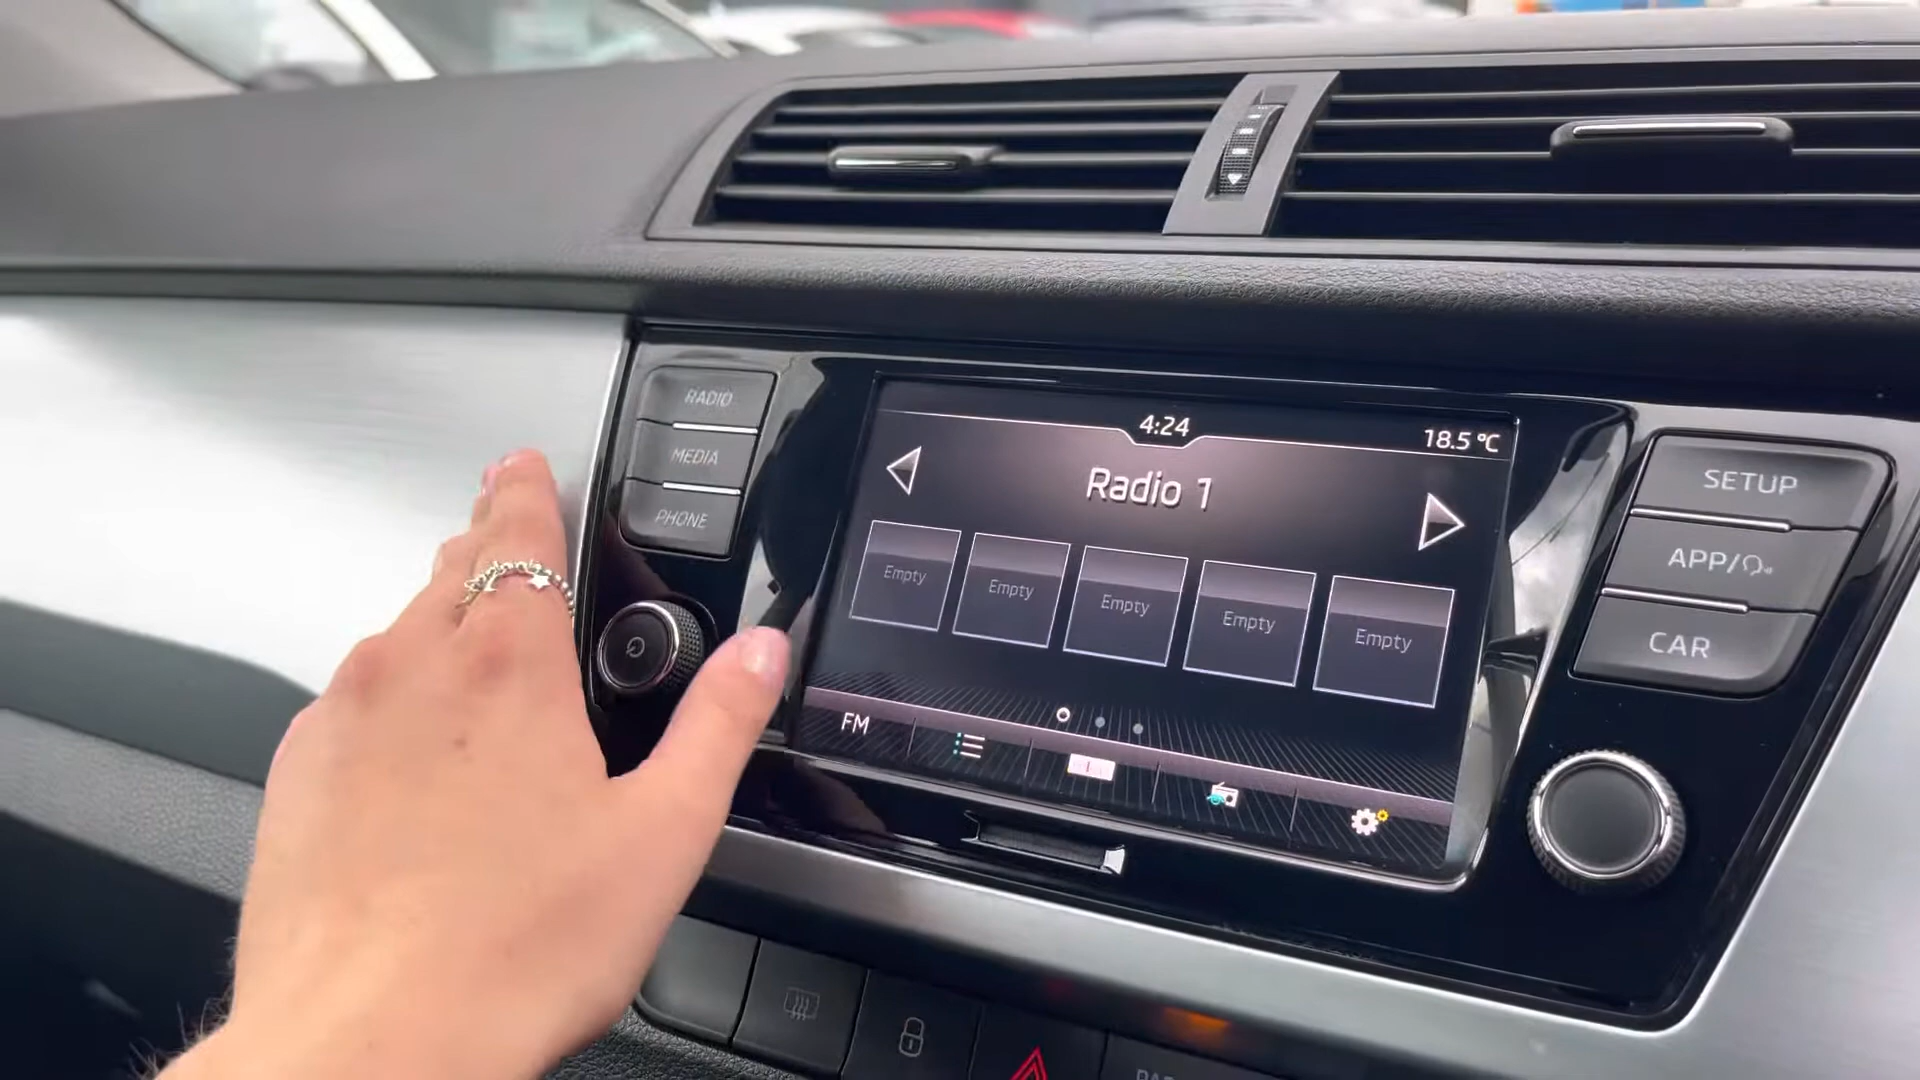 RADIO
MEDIA
PHONE
4:24
18.5 °C
Radio 1
Empty
Empty
Empty
Empty
Empty
FM
SETUP
APP/
CAR